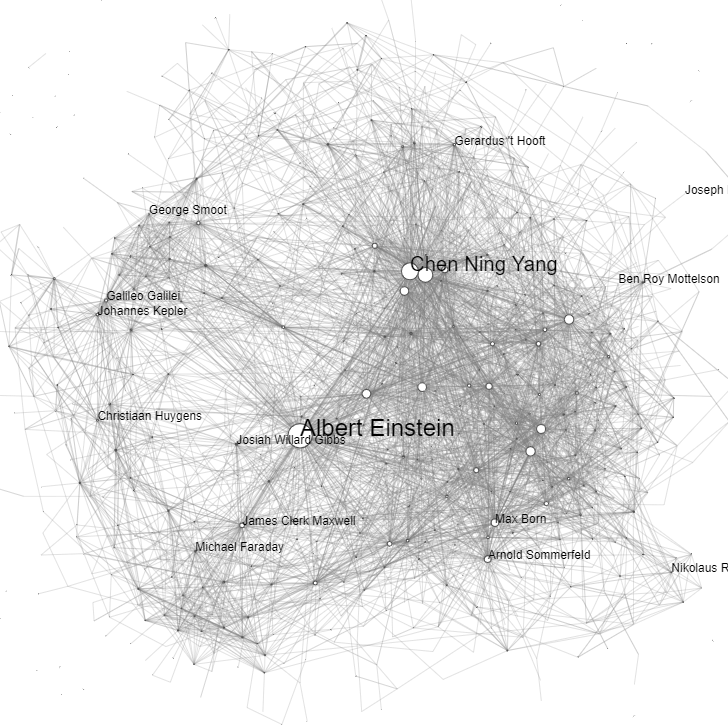 Gerardus 't Hooft
Joseph
George Smoot
Chen Ning Yang
Ben Roy Mottelson
Galileo Galilei
Johannes Kepler
Christiaan Huygens
Albert Einstein
Josiah Willard Gibbs
Max Born
James Clerk Maxwell
Michael Faraday
Arnold Sommerfeld
Nikolaus R